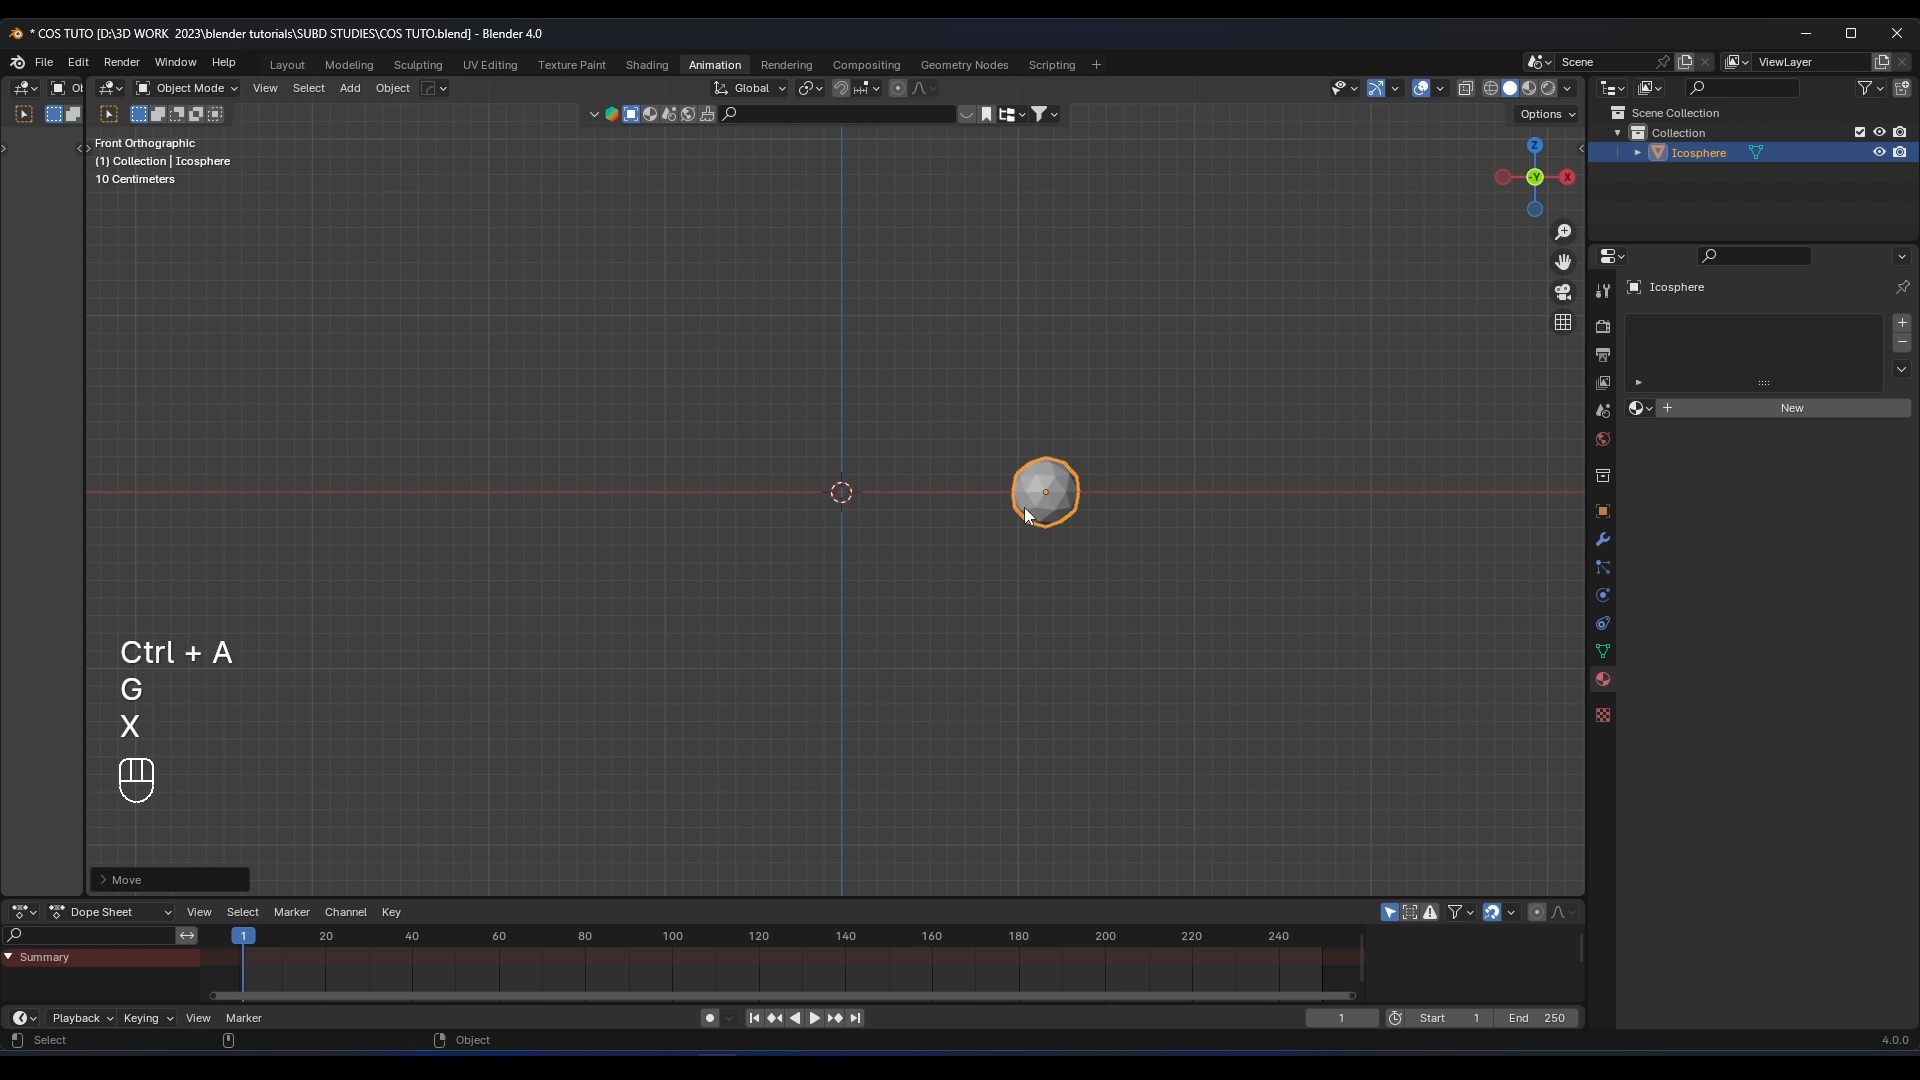 * COS TUTO [D:\3D WORK  2023\blender tutorials\SUBD STUDIES\COS TUTO.blend] - Blender 4.0
File Edit Render Window Help Layout Modeling Sculpting UV Editing Texture Paint Shading Animation Rendering Compositing Geometry Nodes Scripting + Scene ViewLayer
Object Mode View Select Add Object Global
Options
Scene Collection
Collection
Icosphere
Front Orthographic
(1) Collection | Icosphere
10 Centimeters
Z
-Y
X
Icosphere
New
Ctrl + A
G
X
Move
Dope Sheet View Select Marker Channel Key
1 20 40 60 80 100 120 140 160 180 200 220 240
Summary
Playback Keying View Marker 1 Start 1 End 250
Select Object 4.0.0